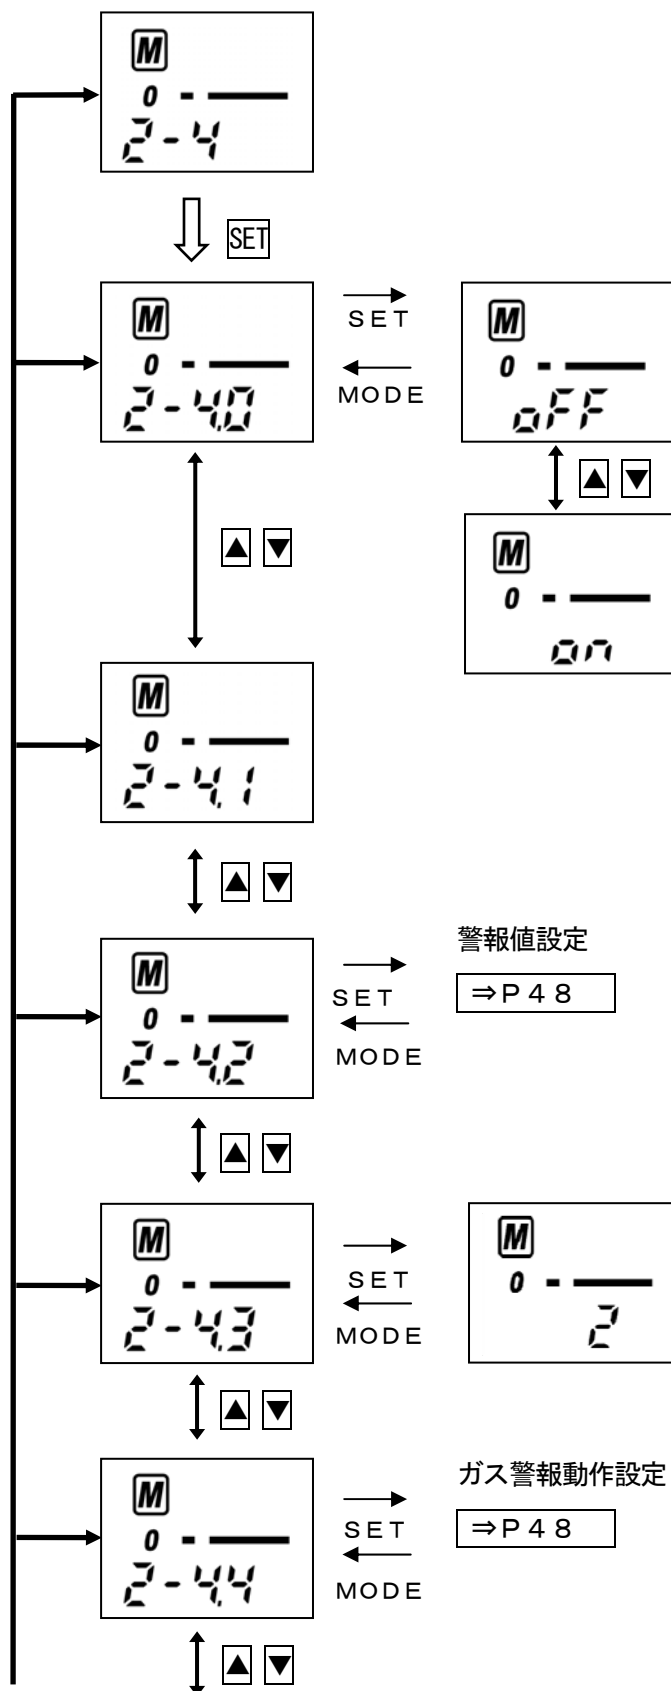 M
0
2-4
SET
M
0
2-4.0
SET
MODE
M
0
oFF
▲ ▼
M
0
on
▲ ▼
M
0
2-4.1
▲ ▼
M
0
2-4.2
SET
MODE
警報値設定
⇒P48
▲ ▼
M
0
2-4.3
SET
MODE
M
0
2
▲ ▼
M
0
2-4.4
SET
MODE
ガス警報動作設定
⇒P48
▲ ▼